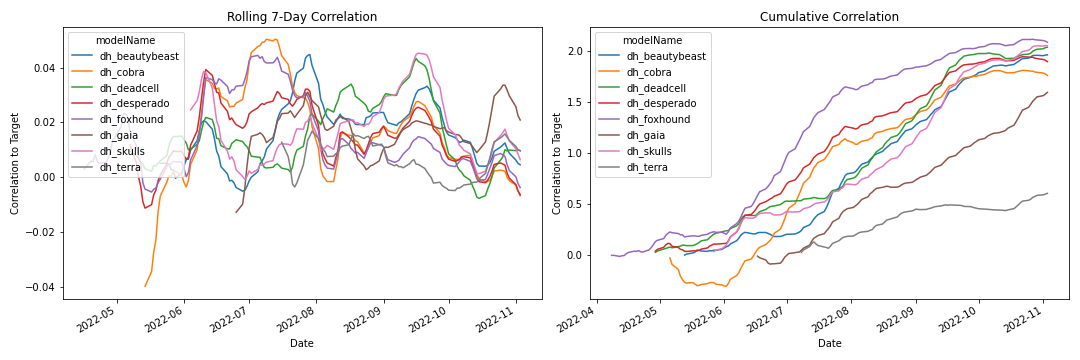 Rolling 7-Day Correlation
modelName
dh_beautybeast
dh_cobra
dh_deadcell
dh_desperado
dh_foxhound
dh_gaia
dh_skulls
dh_terra
0.04
0.02
0.00
−0.02
−0.04
Correlation to Target
2022-05
2022-06
2022-07
2022-08
2022-09
2022-10
2022-11
Date
Cumulative Correlation
modelName
dh_beautybeast
dh_cobra
dh_deadcell
dh_desperado
dh_foxhound
dh_gaia
dh_skulls
dh_terra
2.0
1.5
1.0
0.5
0.0
Correlation to Target
2022-04
2022-05
2022-06
2022-07
2022-08
2022-09
2022-10
2022-11
Date